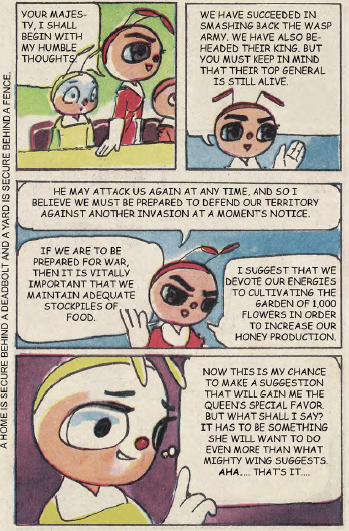 YOUR MAJES-
TY, I SHALL
BEGIN WITH
MY HUMBLE
THOUGHTS.
WE HAVE SUCCEEDED IN
SMASHING BACK THE WASP
ARMY. WE HAVE ALSO BE-
HEADED THEIR KING. BUT
YOU MUST KEEP IN MIND
THAT THEIR TOP GENERAL
IS STILL ALIVE.
HE MAY ATTACK US AGAIN AT ANY TIME, AND SO I
BELIEVE WE MUST BE PREPARED TO DEFEND OUR TERRITORY
AGAINST ANOTHER INVASION AT A MOMENT'S NOTICE.
IF WE ARE TO BE
PREPARED FOR WAR,
THEN IT IS VITALLY
IMPORTANT THAT WE
MAINTAIN ADEQUATE
STOCKPILES OF
FOOD.
I SUGGEST THAT WE
DEVOTE OUR ENERGIES
TO CULTIVATING THE
GARDEN OF 1,000
FLOWERS IN ORDER
TO INCREASE OUR
HONEY PRODUCTION.
NOW THIS IS MY CHANCE
TO MAKE A SUGGESTION
THAT WILL GAIN ME THE
QUEEN'S SPECIAL FAVOR.
BUT WHAT SHALL I SAY?
IT HAS TO BE SOMETHING
SHE WILL WANT TO DO
EVEN MORE THAN WHAT
MIGHTY WING SUGGESTS.
AHA.... THAT'S IT....
A HOME IS SECURE BEHIND A DEADBOLT AND A YARD IS SECURE BEHIND A FENCE.